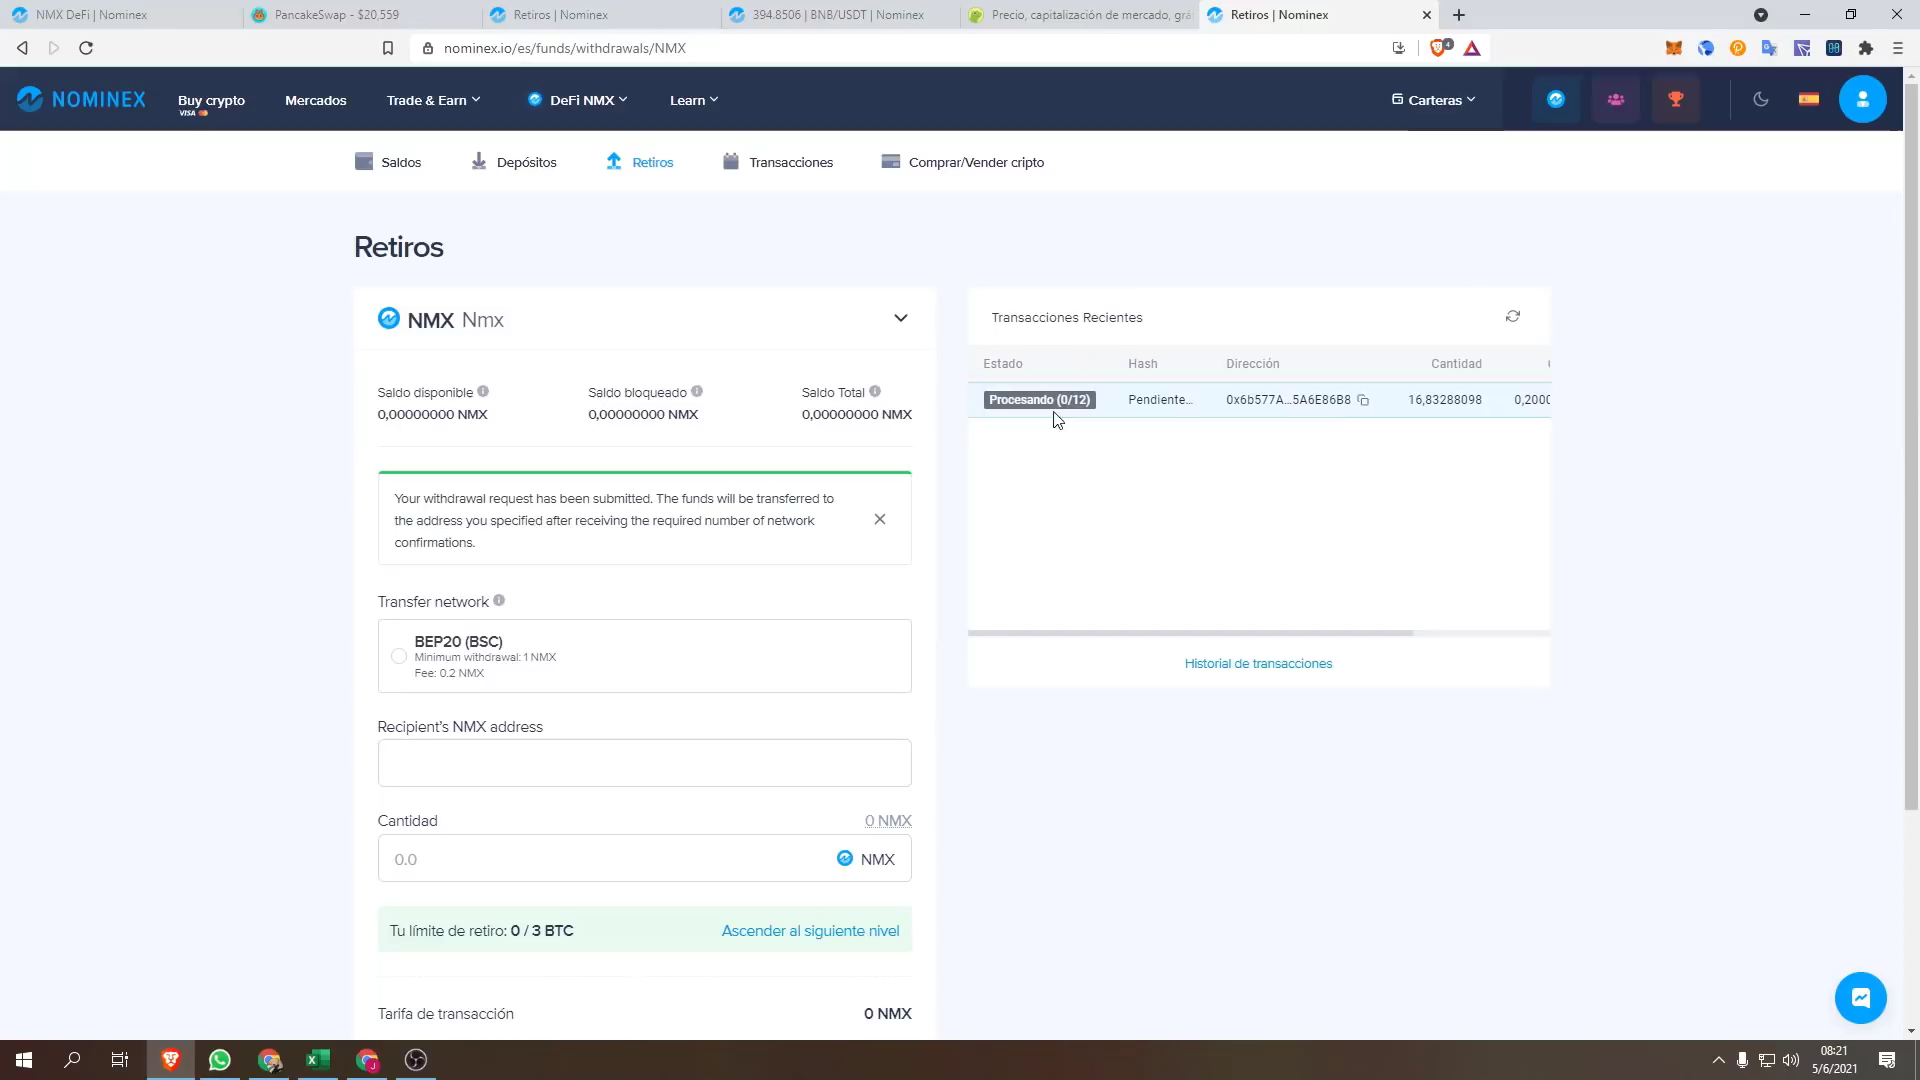 NMX DeFi | Nominex
PancakeSwap - $20,559
Retiros | Nominex
394.8506 | BNB/USDT | Nominex
Precio, capitalización de mercado, grá
Retiros | Nominex
nominex.io/es/funds/withdrawals/NMX
4
NOMINEX
Buy crypto
VISA
Mercados
Trade & Earn
DeFi NMX
Learn
Carteras
Saldos
Depósitos
Retiros
Transacciones
Comprar/Vender cripto
Retiros
NMX Nmx
Saldo disponible
Saldo bloqueado
Saldo Total
0,00000000 NMX
0,00000000 NMX
0,00000000 NMX
Your withdrawal request has been submitted. The funds will be transferred to
the address you specified after receiving the required number of network
confirmations.
Transfer network
BEP20 (BSC)
Minimum withdrawal: 1 NMX
Fee: 0.2 NMX
Recipient's NMX address
Cantidad
0 NMX
0.0
NMX
Tu límite de retiro: 0 / 3 BTC
Ascender al siguiente nivel
Tarifa de transacción
0 NMX
Transacciones Recientes
Estado
Hash
Dirección
Cantidad
Procesando (0/12)
Pendiente...
0x6b577A...5A6E86B8
16,83288098
0,2000
Historial de transacciones
08:21
5/6/2021